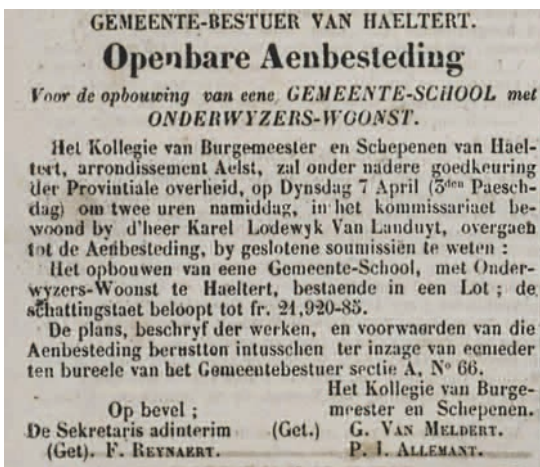 GEMEENTE-BESTUER VAN HAELTERT.
Openbare Aenbesteding
Voor de opbouwing van eene GEMEENTE-SCHOOL met
ONDERWYZERS-WOONST.
Het Kollegie van Burgemeester en Schepenen van Hael-
tert, arrondissement Aelst, zal onder nadere goedkeuring
der Provintiale overheid, op Dynsdag 7 April (3den Paesch-
dag) om twee uren namiddag, in het kommissariaet be-
woond by d'heer Karel Lodewyk Van Landuyt, overgaen
tot de Aenbesteding, by geslotene soumissiën te weten :
Het opbouwen van eene Gemeente-School, met Onder-
wyzers-Woonst te Haeltert, bestaende in een Lot ; de
schattingstaet beloopt tot fr. 21,920-85.
De plans, beschryf der werken, en voorwaerden van die
Aenbesteding berustton intusschen ter inzage van eenieder
ten bureele van het Gemeentebestuer sectie A, No 66.
Het Kollegie van Burge-
Op bevel ; meester en Schepenen.
De Sekretaris adinterim (Get.) G. VAN MELDERT.
(Get). F. REYNAERT. P. I. ALLEMANT.